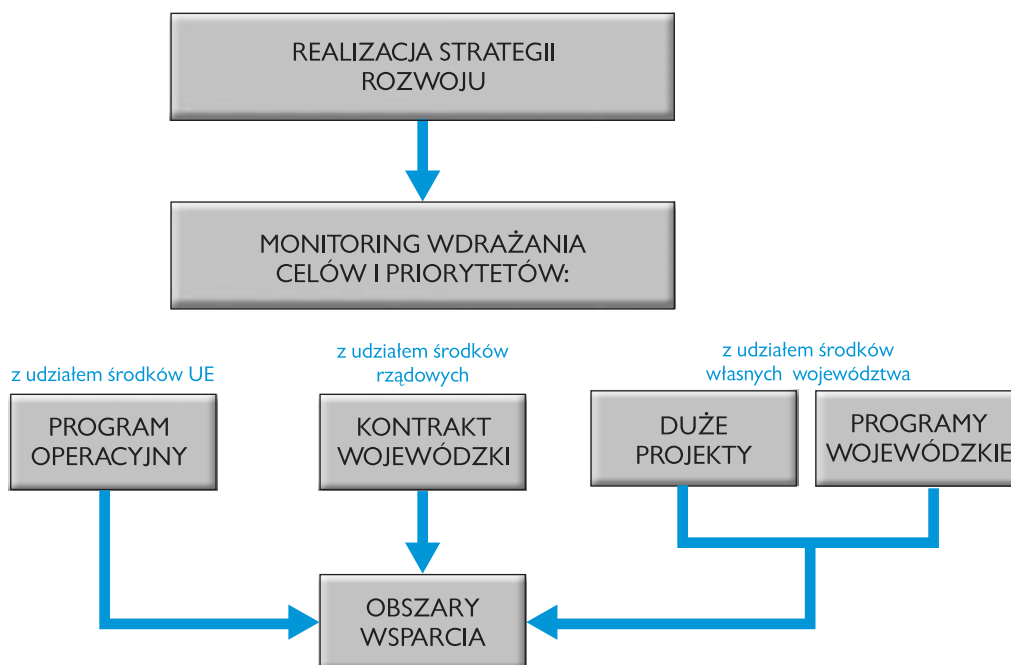 REALIZACJA STRATEGII
ROZWOJU
MONITORING WDRAŻANIA
CELÓW I PRIORYTETÓW:
z udziałem środków UE
z udziałem środków
rządowych
z udziałem środków
własnych województwa
PROGRAM
OPERACYJNY
KONTRAKT
WOJEWÓDZKI
DUŻE
PROJEKTY
PROGRAMY
WOJEWÓDZKIE
OBSZARY
WSPARCIA